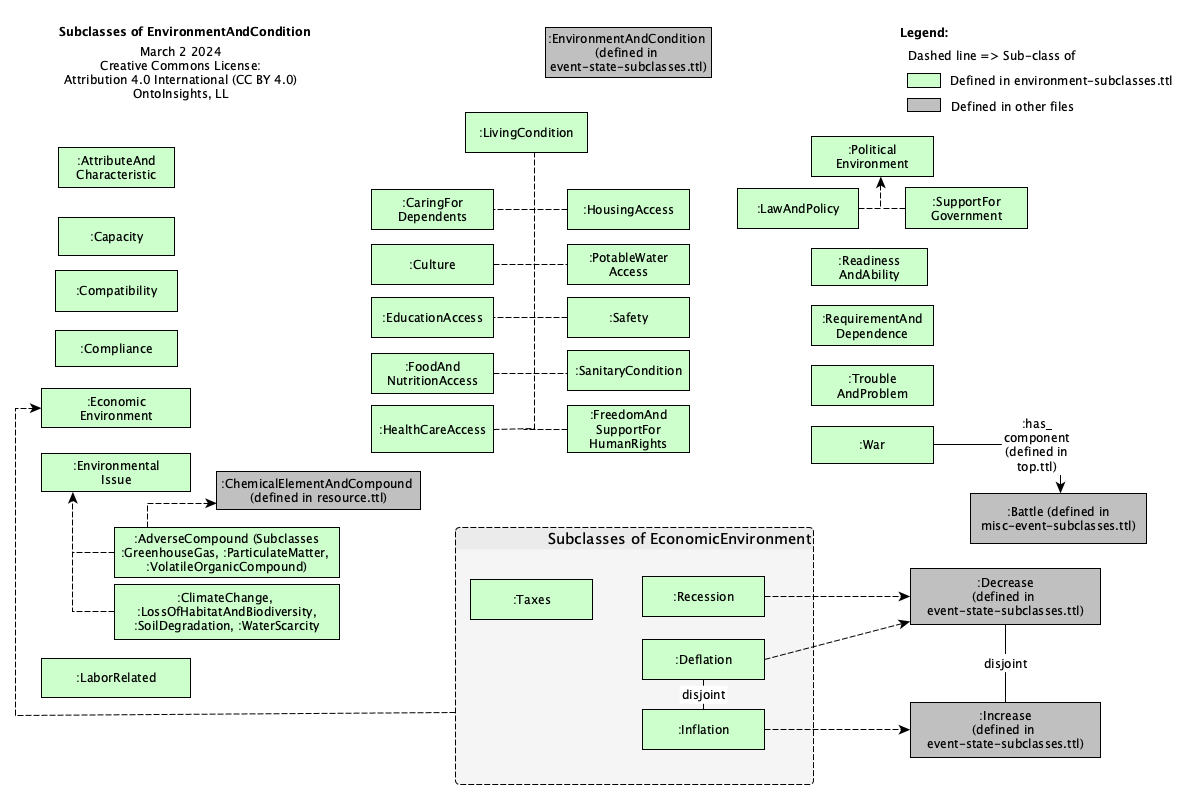 Subclasses of EnvironmentAndCondition
March 2 2024
Creative Commons License:
Attribution 4.0 International (CC BY 4.0)
OntoInsights, LL
:EnvironmentAndCondition
(defined in
event-state-subclasses.ttl)
Legend:
Dashed line => Sub-class of
Defined in environment-subclasses.ttl
Defined in other files
:AttributeAnd
Characteristic
:Capacity
:Compatibility
:Compliance
:Economic
Environment
:Environmental
Issue
:ChemicalElementAndCompound
(defined in resource.ttl)
:AdverseCompound (Subclasses
:GreenhouseGas, :ParticulateMatter,
:VolatileOrganicCompound)
:ClimateChange,
:LossOfHabitatAndBiodiversity,
:SoilDegradation, :WaterScarcity
:LaborRelated
:LivingCondition
:CaringFor
Dependents
:HousingAccess
:Culture
:PotableWater
Access
:EducationAccess
:Safety
:FoodAnd
NutritionAccess
:SanitaryCondition
:HealthCareAccess
:FreedomAnd
SupportFor
HumanRights
:Political
Environment
:LawAndPolicy
:SupportFor
Government
:Readiness
AndAbility
:RequirementAnd
Dependence
:Trouble
AndProblem
:War
:has_
component
(defined in
top.ttl)
:Battle (defined in
misc-event-subclasses.ttl)
Subclasses of EconomicEnvironment
:Taxes
:Recession
:Deflation
disjoint
:Inflation
:Decrease
(defined in
event-state-subclasses.ttl)
disjoint
:Increase
(defined in
event-state-subclasses.ttl)